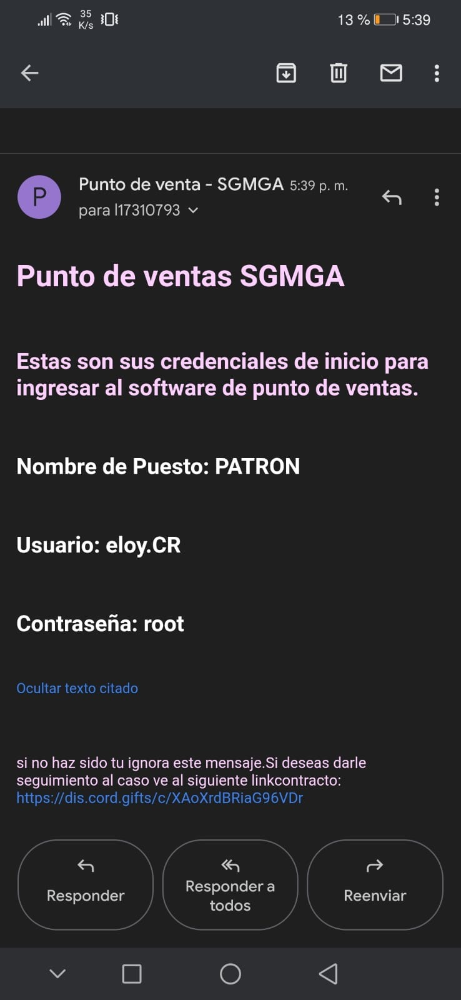 35
K/s
13 %
5:39
P
Punto de venta - SGMGA 5:39 p. m.
para l17310793
Punto de ventas SGMGA
Estas son sus credenciales de inicio para
ingresar al software de punto de ventas.
Nombre de Puesto: PATRON
Usuario: eloy.CR
Contraseña: root
Ocultar texto citado
si no haz sido tu ignora este mensaje.Si deseas darle
seguimiento al caso ve al siguiente linkcontracto:
https://dis.cord.gifts/c/XAoXrdBRiaG96VDr
Responder
Responder a
todos
Reenviar